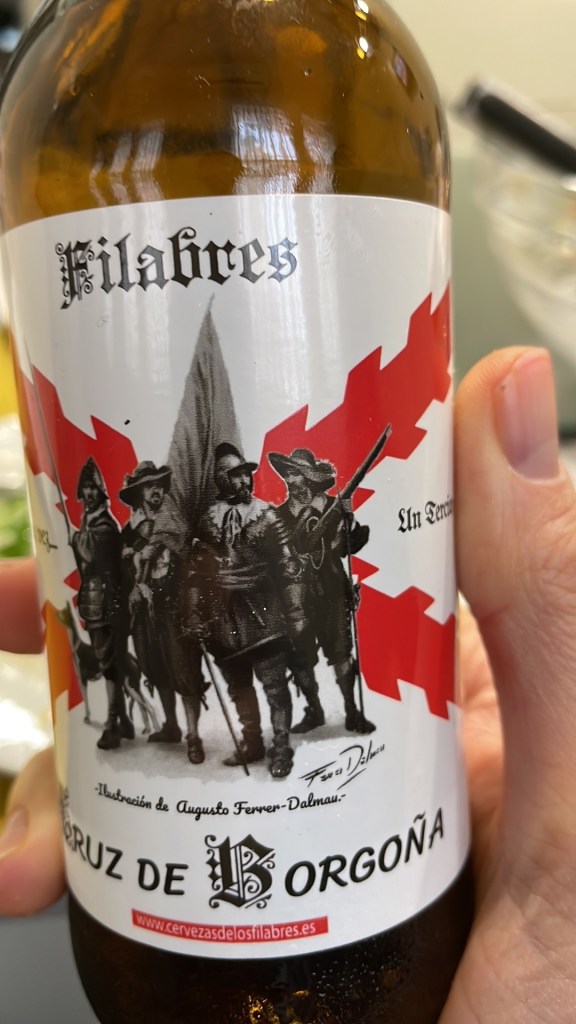 Filabres
Un Tercio
-Ilustración de Augusto Ferrer-Dalmau.-
CRUZ DE BORGOÑA
www.cervezasdelosfilabres.es